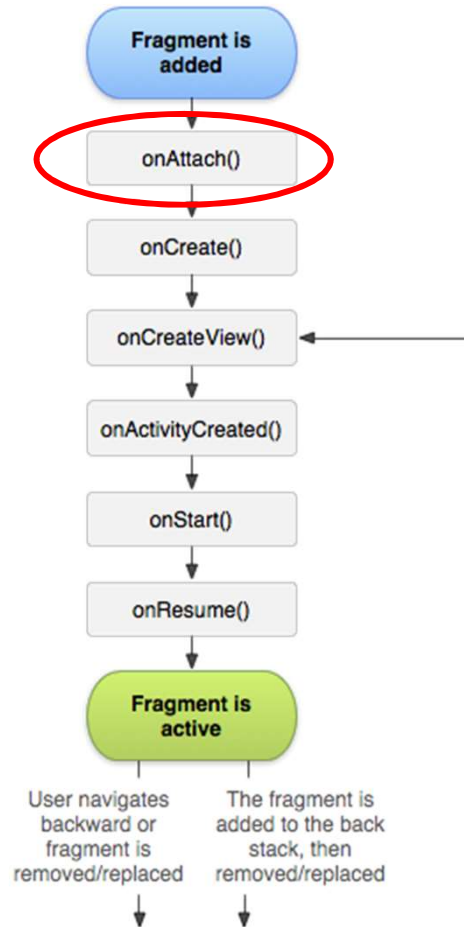 Fragment is
added
onAttach()
onCreate()
onCreateView()
onActivityCreated()
onStart()
onResume()
Fragment is
active
User navigates
backward or
fragment is
removed/replaced
The fragment is
added to the back
stack, then
removed/replaced